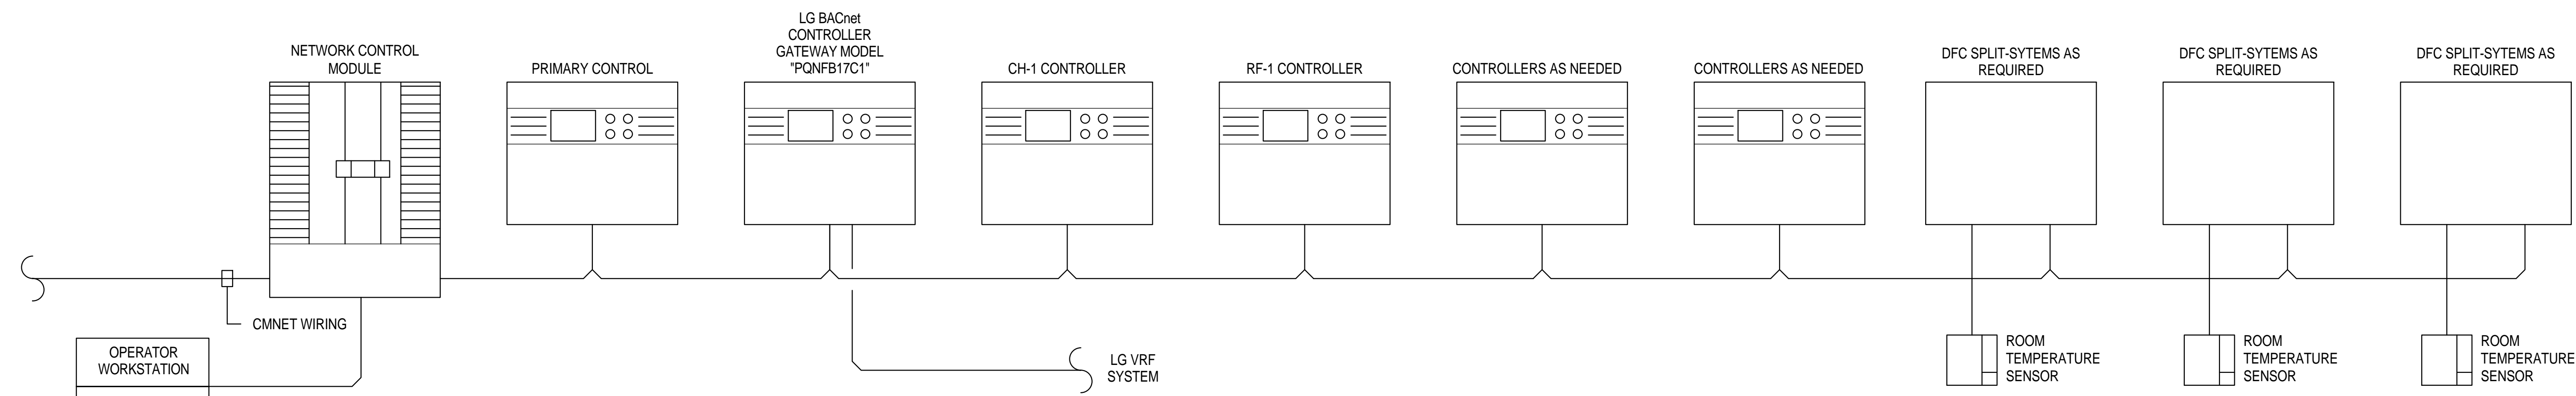 NETWORK CONTROL
MODULE
PRIMARY CONTROL
LG BACnet
CONTROLLER
GATEWAY MODEL
"PQNFB17C1"
CH-1 CONTROLLER
RF-1 CONTROLLER
CONTROLLERS AS NEEDED
CONTROLLERS AS NEEDED
DFC SPLIT-SYTEMS AS
REQUIRED
DFC SPLIT-SYTEMS AS
REQUIRED
DFC SPLIT-SYTEMS AS
REQUIRED
CMNET WIRING
OPERATOR
WORKSTATION
LG VRF
SYSTEM
ROOM
TEMPERATURE
SENSOR
ROOM
TEMPERATURE
SENSOR
ROOM
TEMPERATURE
SENSOR